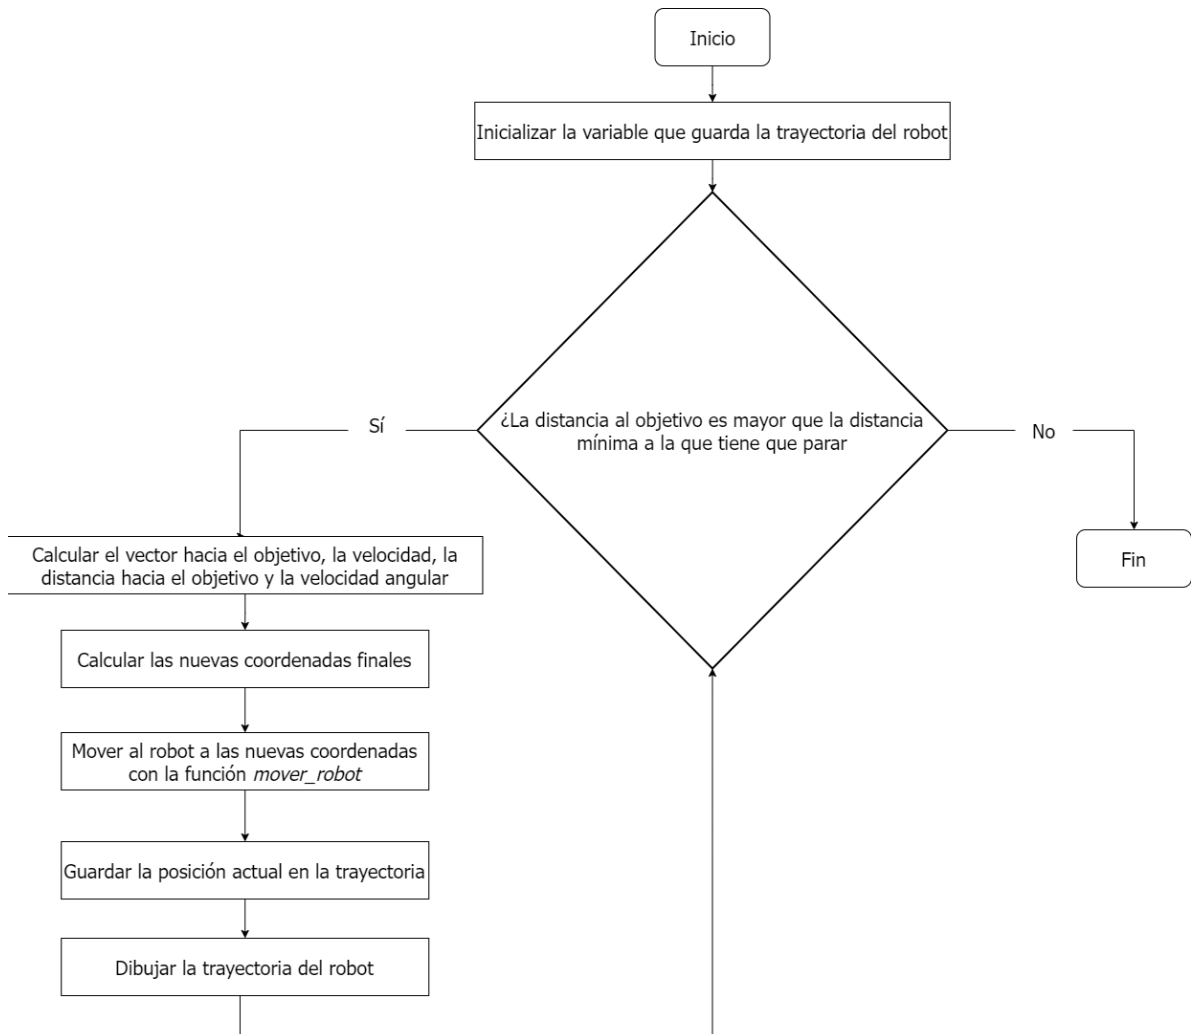 Inicio
Inicializar la variable que guarda la trayectoria del robot
¿La distancia al objetivo es mayor que la distancia
mínima a la que tiene que parar
Sí
No
Calcular el vector hacia el objetivo, la velocidad, la
distancia hacia el objetivo y la velocidad angular
Fin
Calcular las nuevas coordenadas finales
Mover al robot a las nuevas coordenadas
con la función mover_robot
Guardar la posición actual en la trayectoria
Dibujar la trayectoria del robot